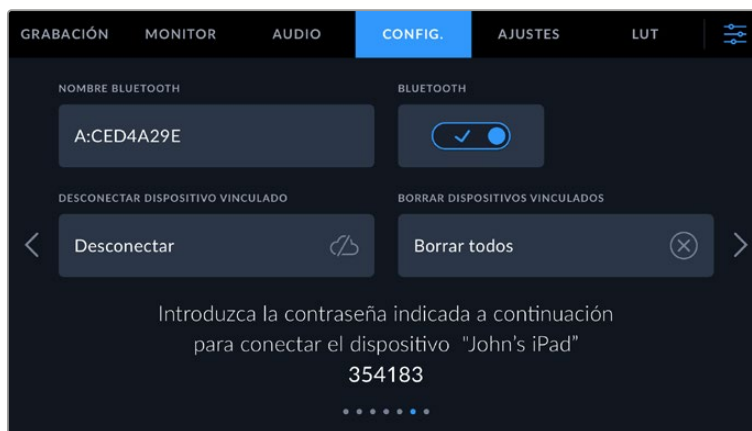 GRABACIÓN MONITOR AUDIO CONFIG. AJUSTES LUT
NOMBRE BLUETOOTH BLUETOOTH
A:CED4A29E
DESCONECTAR DISPOSITIVO VINCULADO BORRAR DISPOSITIVOS VINCULADOS
Desconectar Borrar todos
Introduzca la contraseña indicada a continuación
para conectar el dispositivo "John's iPad"
354183